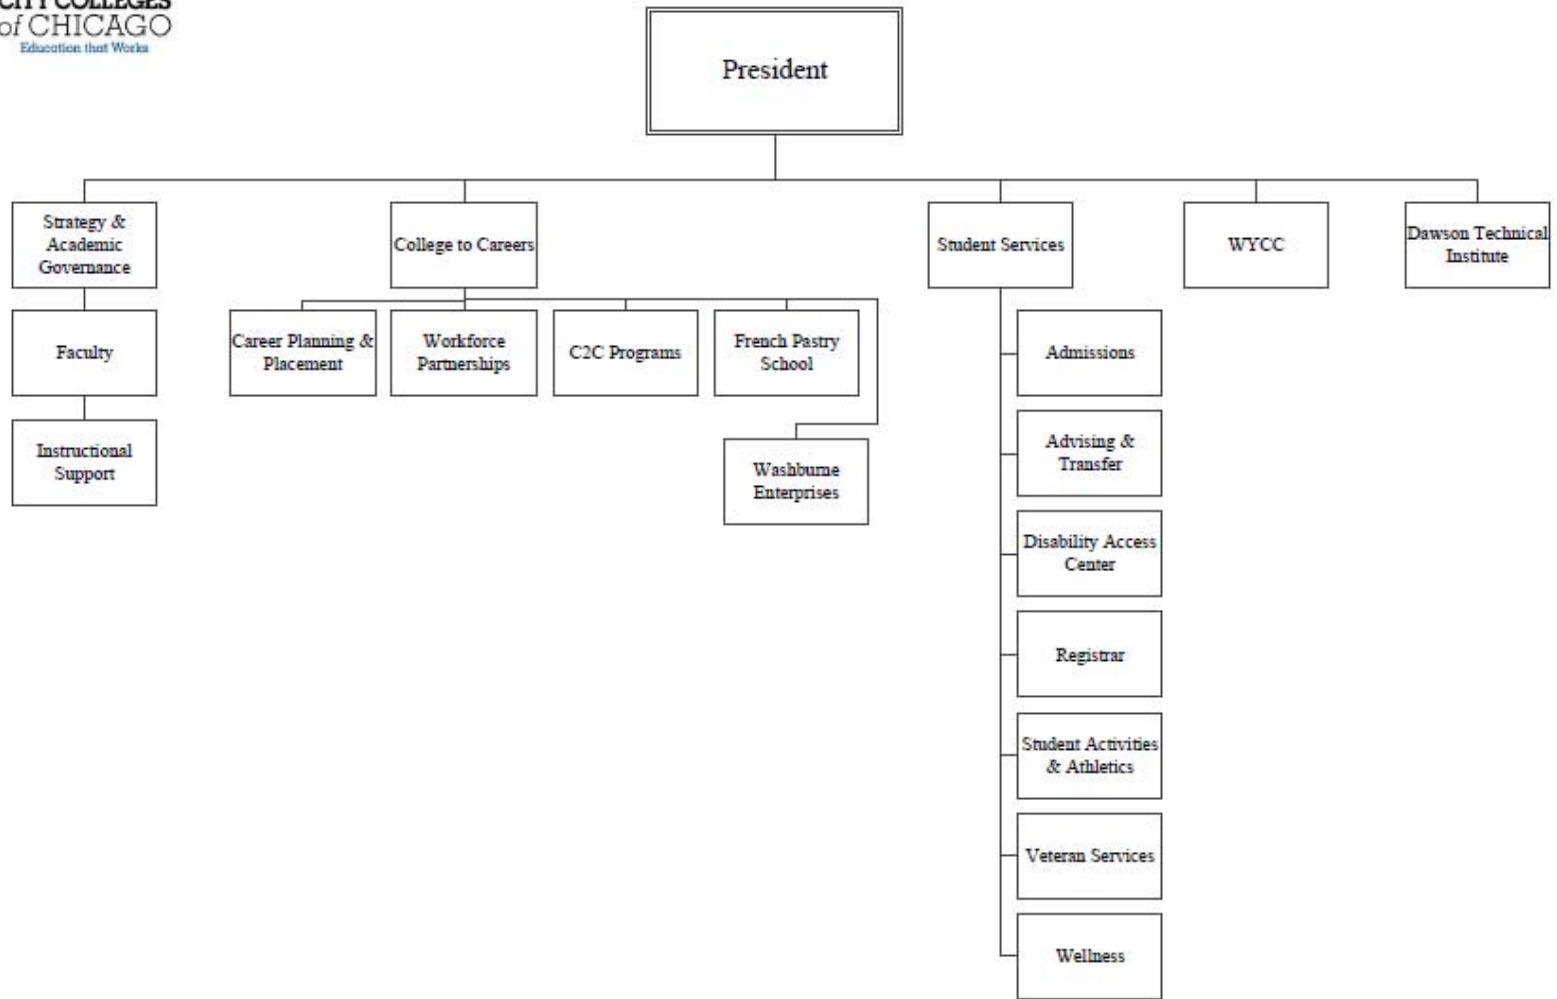 CITY COLLEGES
of CHICAGO
Education that Works
President
Strategy &
Academic
Governance
College to Careers
Student Services
WYCC
Dawson Technical
Institute
Faculty
Career Planning &
Placement
Workforce
Partnerships
C2C Programs
French Pastry
School
Admissions
Instructional
Support
Washburne
Enterprises
Advising &
Transfer
Disability Access
Center
Registrar
Student Activities
& Athletics
Veteran Services
Wellness